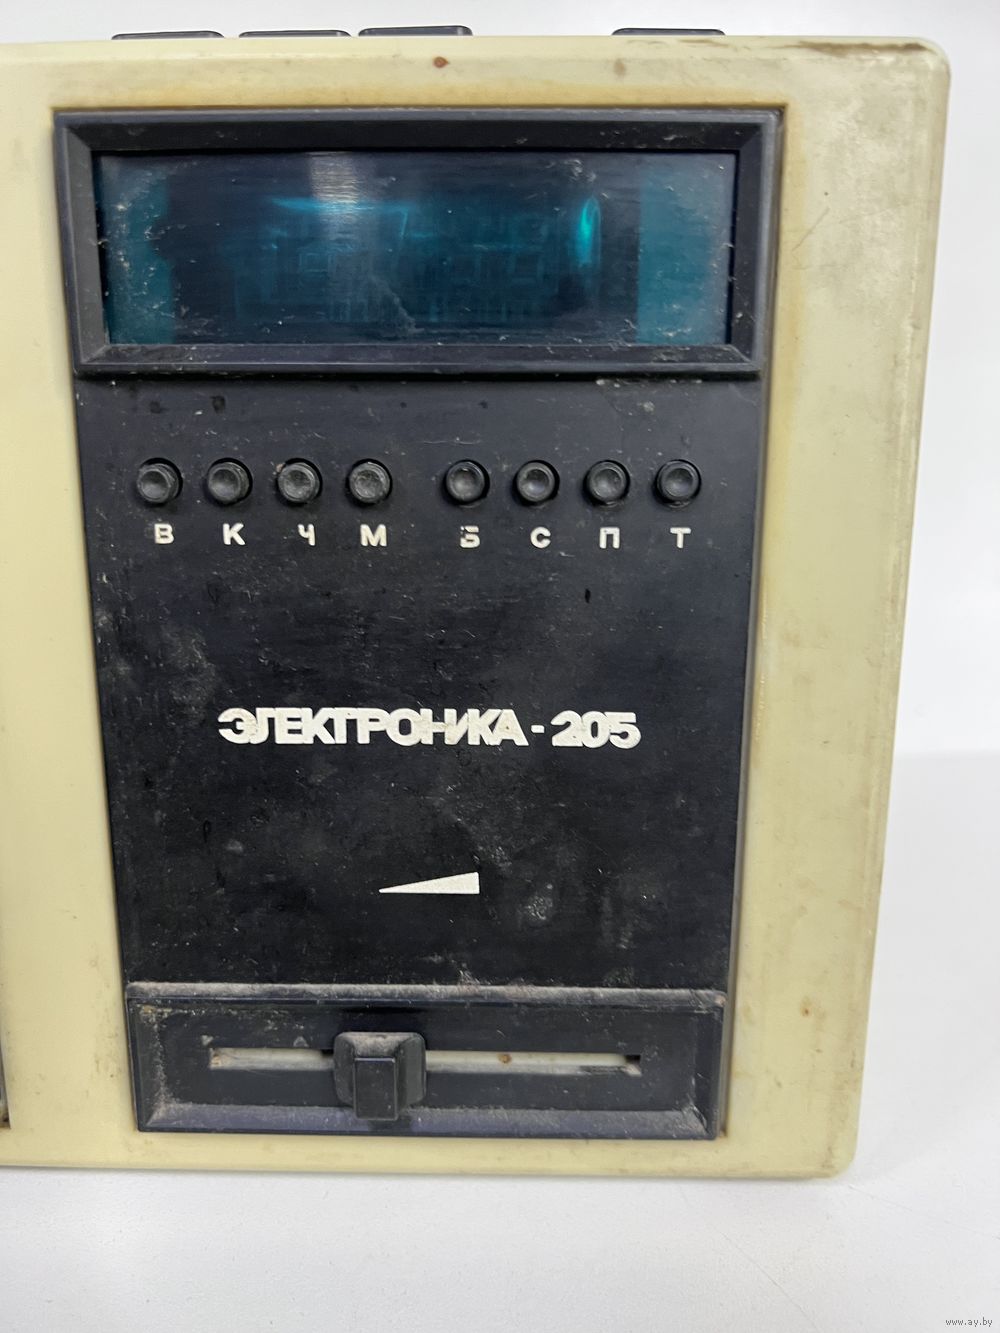 В К Ч М Б С П Т
ЭЛЕКТРОНИКА-205
www.ay.by